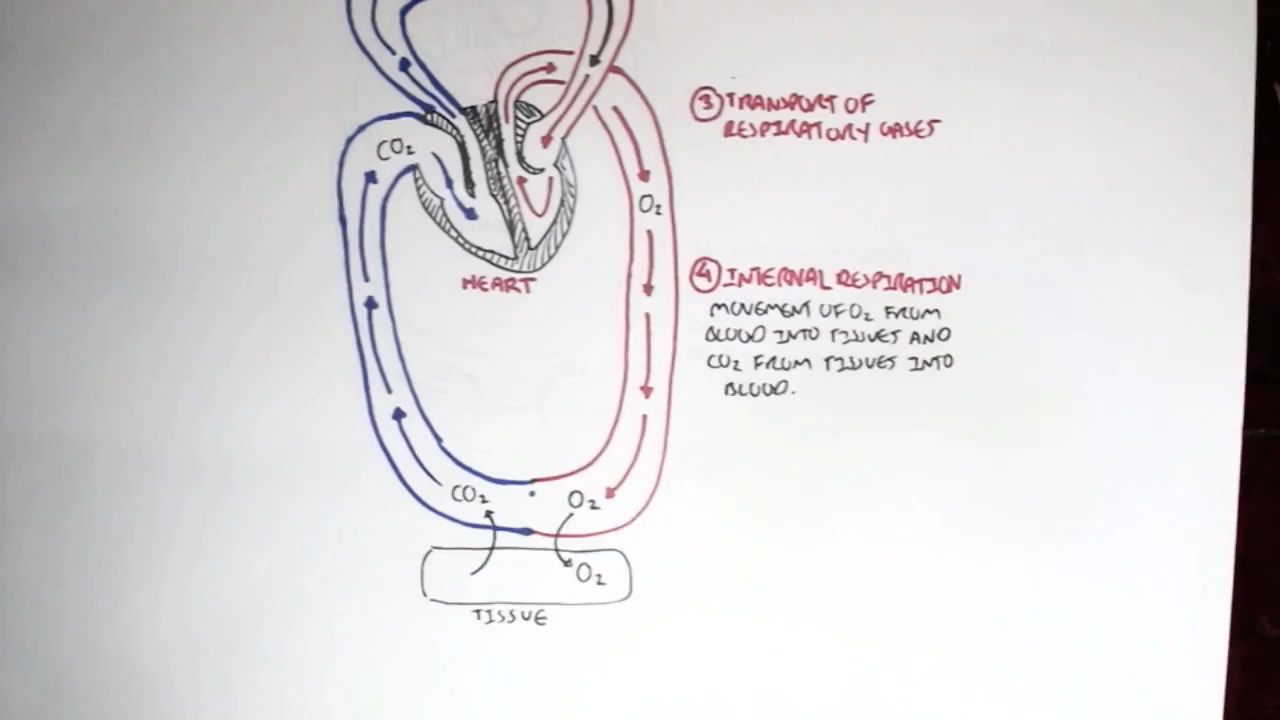 ③ TRANSPORT OF
RESPIRATORY GASES
CO₂
O₂
④ INTERNAL RESPIRATION
HEART
MOVEMENT OF O₂ FROM
BLOOD INTO TISSUES AND
CO₂ FROM TISSUES INTO
BLOOD.
CO₂ O₂
O₂
TISSUE